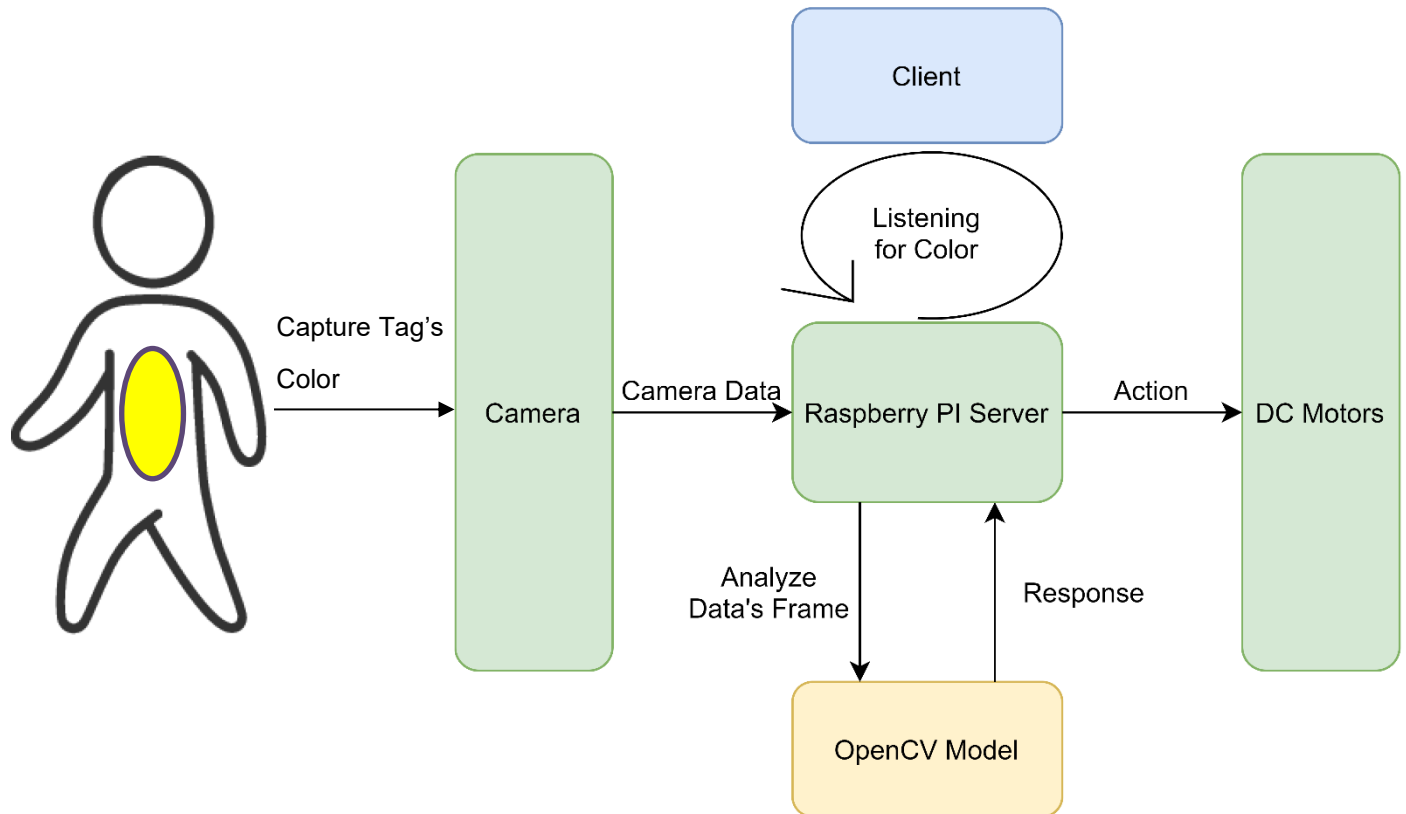 Client
Listening
for Color
Capture Tag's
Color
Camera
Camera Data
Raspberry PI Server
Action
DC Motors
Analyze
Data's Frame
Response
OpenCV Model